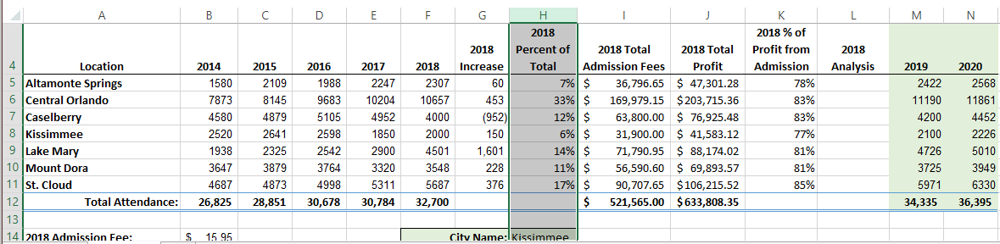 A B C D E F G H I J K L M N
2018 2018 % of
2018 Percent of 2018 Total 2018 Total Profit from 2018
4 Location 2014 2015 2016 2017 2018 Increase Total Admission Fees Profit Admission Analysis 2019 2020
5 Altamonte Springs 1580 2109 1988 2247 2307 60 7% $ 36,796.65 $ 47,301.28 78% 2422 2568
6 Central Orlando 7873 8145 9683 10204 10657 453 33% $ 169,979.15 $203,715.36 83% 11190 11861
7 Caselberry 4580 4879 5105 4952 4000 (952) 12% $ 63,800.00 $ 76,925.48 83% 4200 4452
8 Kissimmee 2520 2641 2598 1850 2000 150 6% $ 31,900.00 $ 41,583.12 77% 2100 2226
9 Lake Mary 1938 2325 2542 2900 4501 1,601 14% $ 71,790.95 $ 88,174.02 81% 4726 5010
10 Mount Dora 3647 3879 3764 3320 3548 228 11% $ 56,590.60 $ 69,893.57 81% 3725 3949
11 St. Cloud 4687 4873 4998 5311 5687 376 17% $ 90,707.65 $106,215.52 85% 5971 6330
12 Total Attendance: 26,825 28,851 30,678 30,784 32,700 $ 521,565.00 $633,808.35 34,335 36,395
13
14 2018 Admission Fee: $ 15.95 City Name: Kissimmee